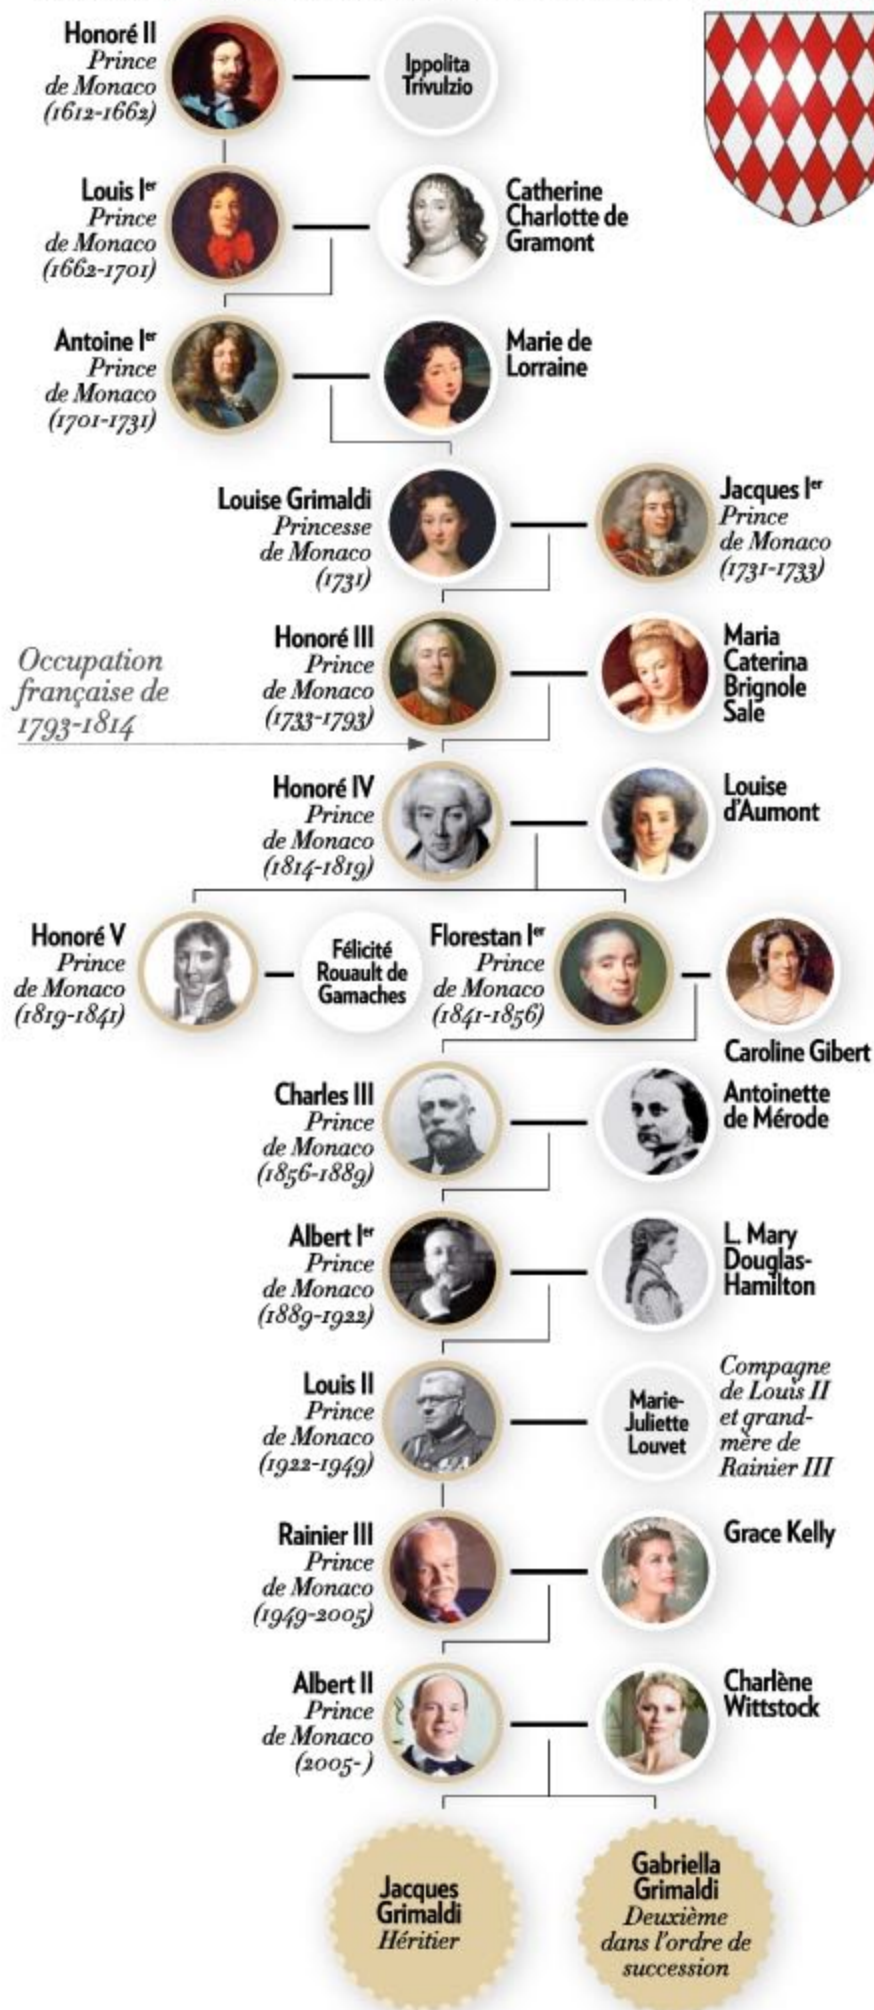 Honoré II
Prince
de Monaco
(1612-1662)
Ippolita
Trivulzio
Louis Iᵉʳ
Prince
de Monaco
(1662-1701)
Catherine
Charlotte de
Gramont
Antoine Iᵉʳ
Prince
de Monaco
(1701-1731)
Marie de
Lorraine
Louise Grimaldi
Princesse
de Monaco
(1731)
Jacques Iᵉʳ
Prince
de Monaco
(1731-1733)
Occupation
française de
1793-1814
Honoré III
Prince
de Monaco
(1733-1793)
Maria
Caterina
Brignole
Sale
Honoré IV
Prince
de Monaco
(1814-1819)
Louise
d'Aumont
Honoré V
Prince
de Monaco
(1819-1841)
Félicité
Rouault de
Gamaches
Florestan Iᵉʳ
Prince
de Monaco
(1841-1856)
Caroline Gibert
Charles III
Prince
de Monaco
(1856-1889)
Antoinette
de Mérode
Albert Iᵉʳ
Prince
de Monaco
(1889-1922)
L. Mary
Douglas-
Hamilton
Louis II
Prince
de Monaco
(1922-1949)
Marie-
Juliette
Louvet
Compagne
de Louis II
et grand-
mère de
Rainier III
Rainier III
Prince
de Monaco
(1949-2005)
Grace Kelly
Albert II
Prince
de Monaco
(2005- )
Charlène
Wittstock
Jacques
Grimaldi
Héritier
Gabriella
Grimaldi
Deuxième
dans l'ordre de
succession